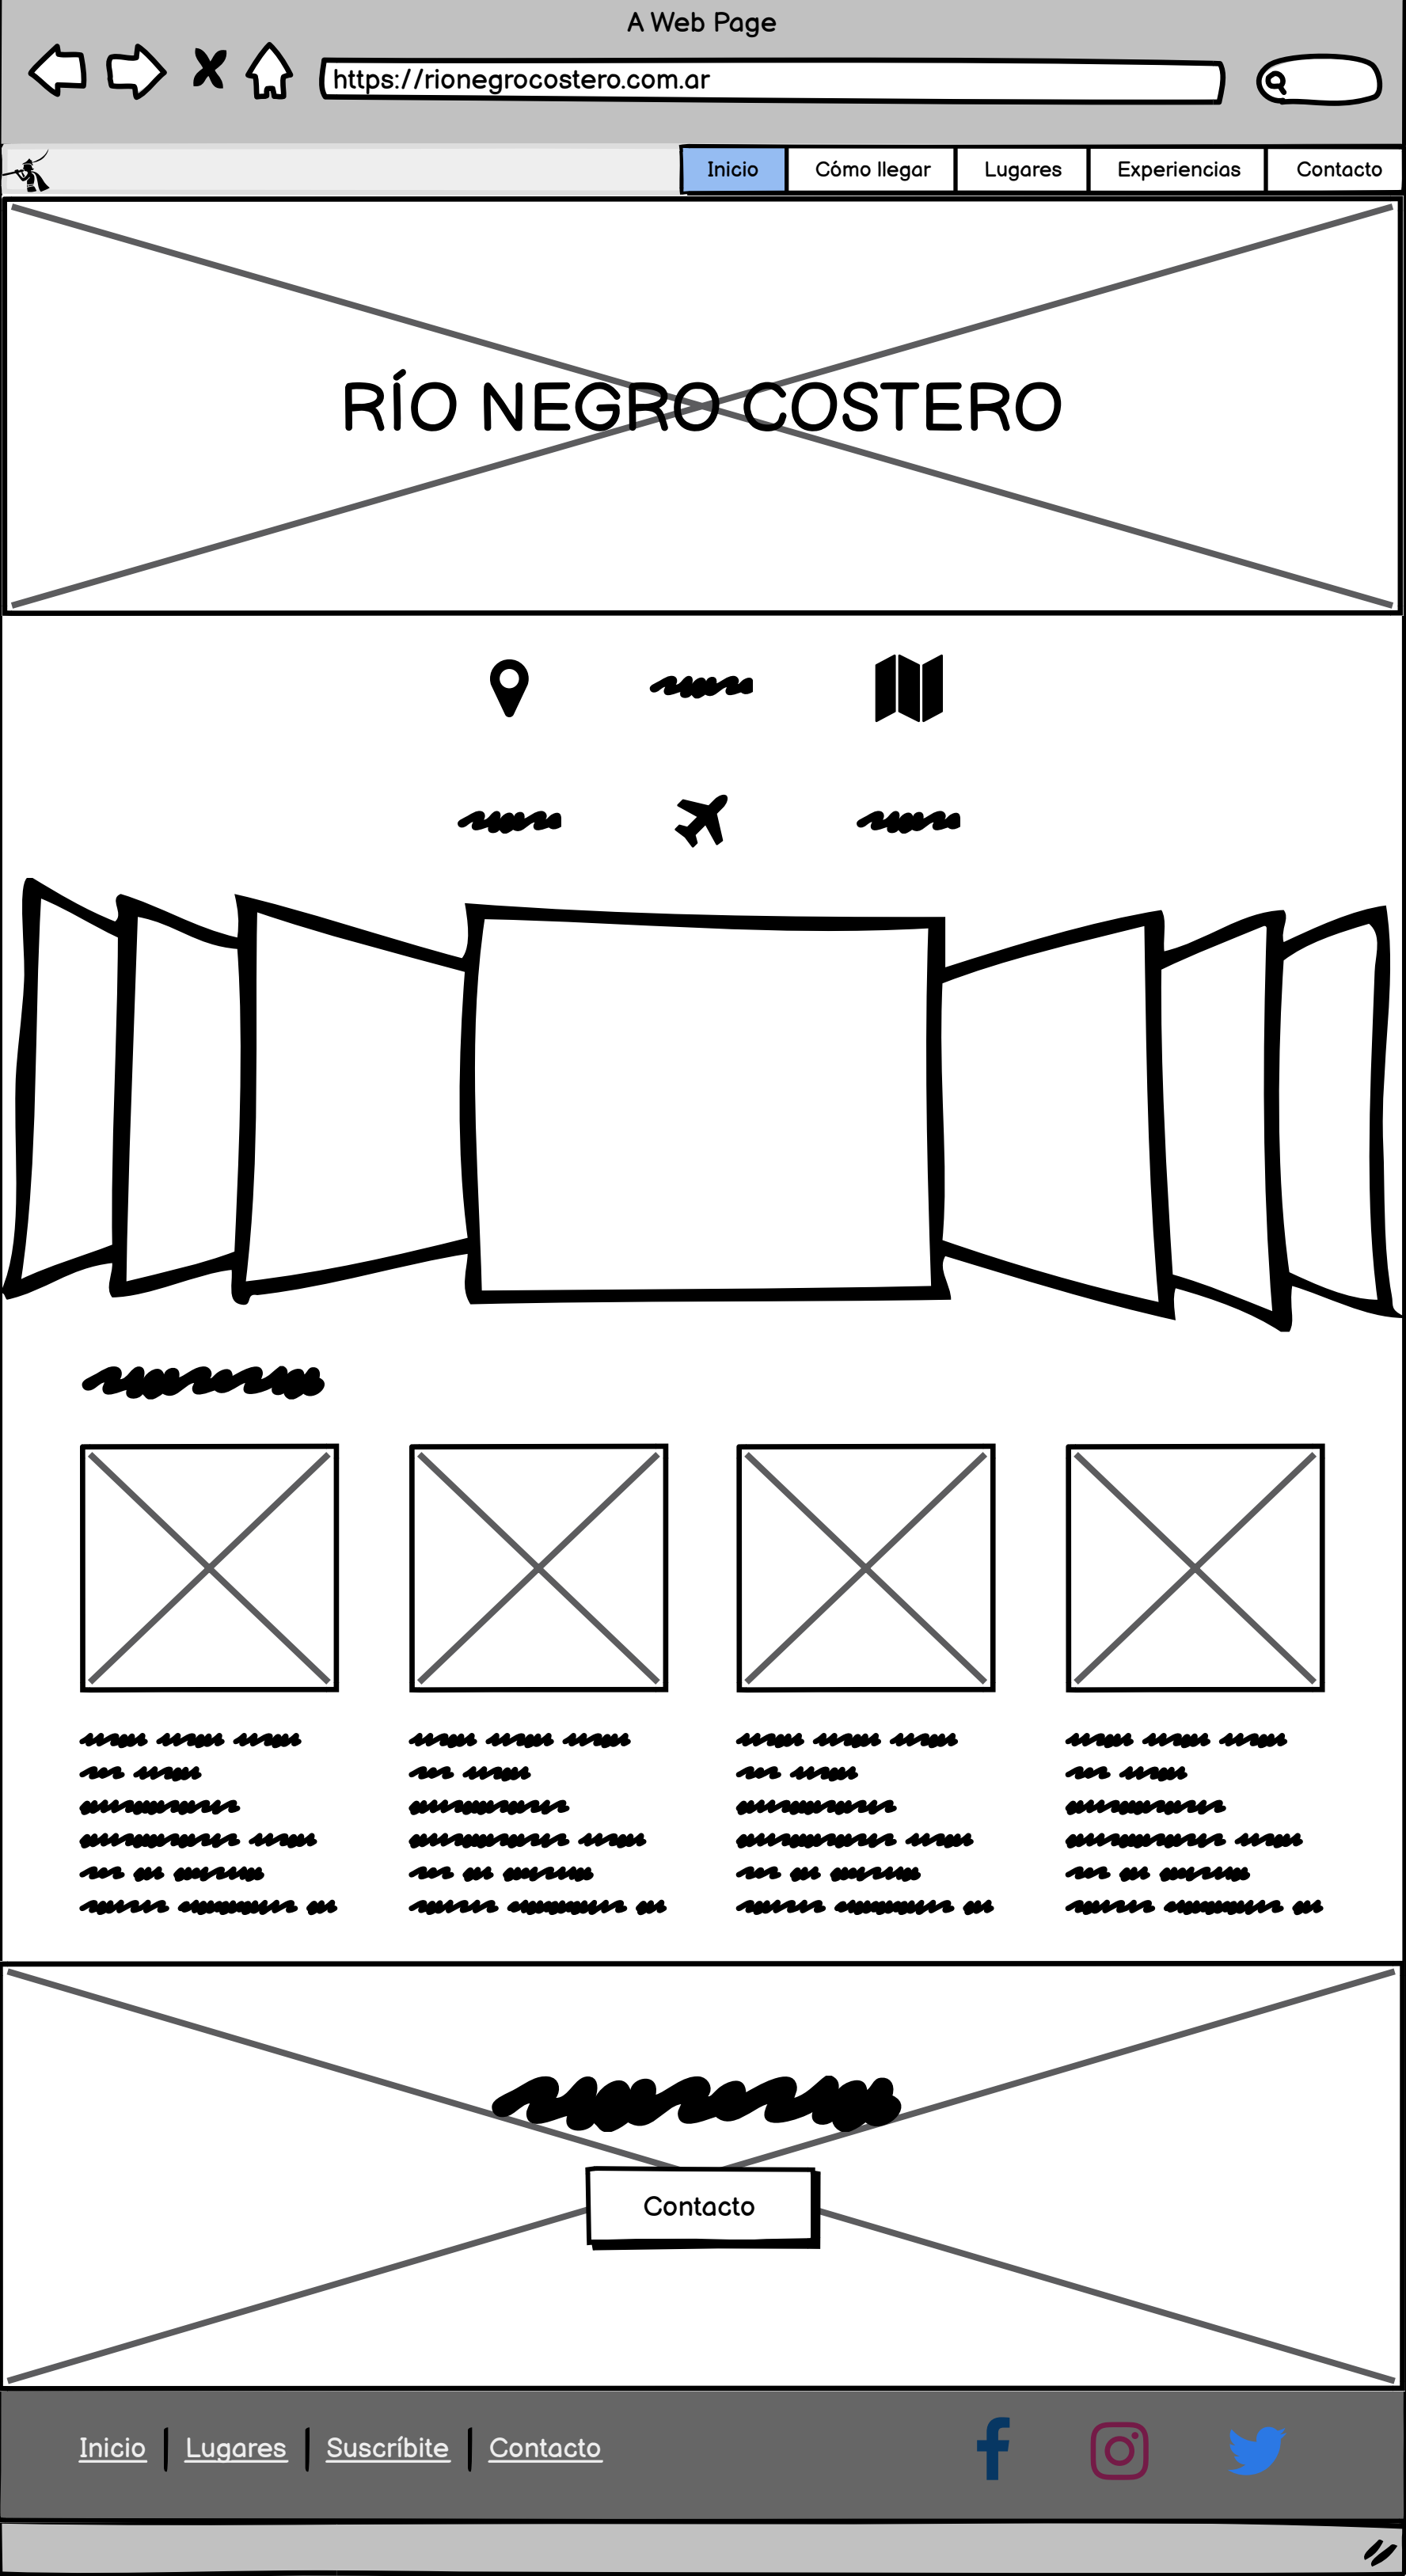 A Web Page
https://rionegrocostero.com.ar
Inicio Cómo llegar Lugares Experiencias Contacto
RÍO NEGRO COSTERO
Contacto
Inicio | Lugares | Suscríbite | Contacto